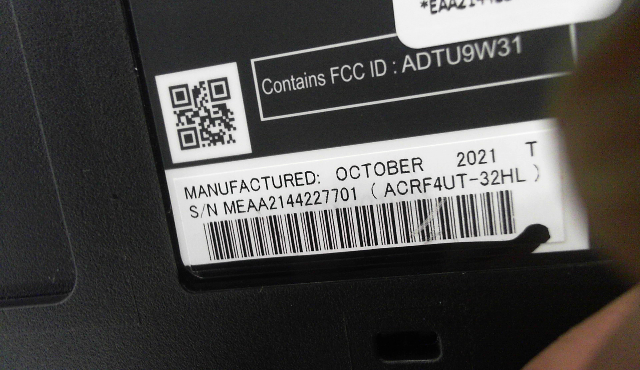 Contains FCC ID : ADTU9W31
MANUFACTURED: OCTOBER 2021 T
S/N MEAA2144227701 ( ACRF4UT-32HL )